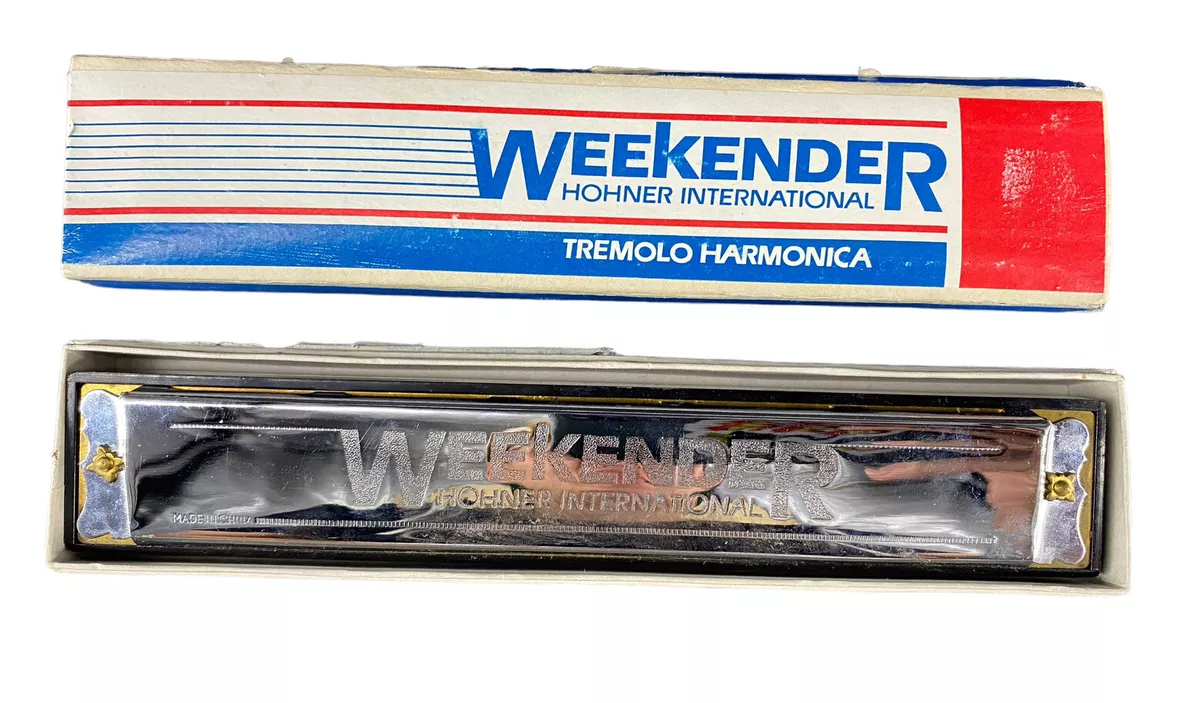 WEEKENDER
HOHNER INTERNATIONAL
TREMOLO HARMONICA
WEEKENDER
HOHNER INTERNATIONAL
MADE IN CHINA